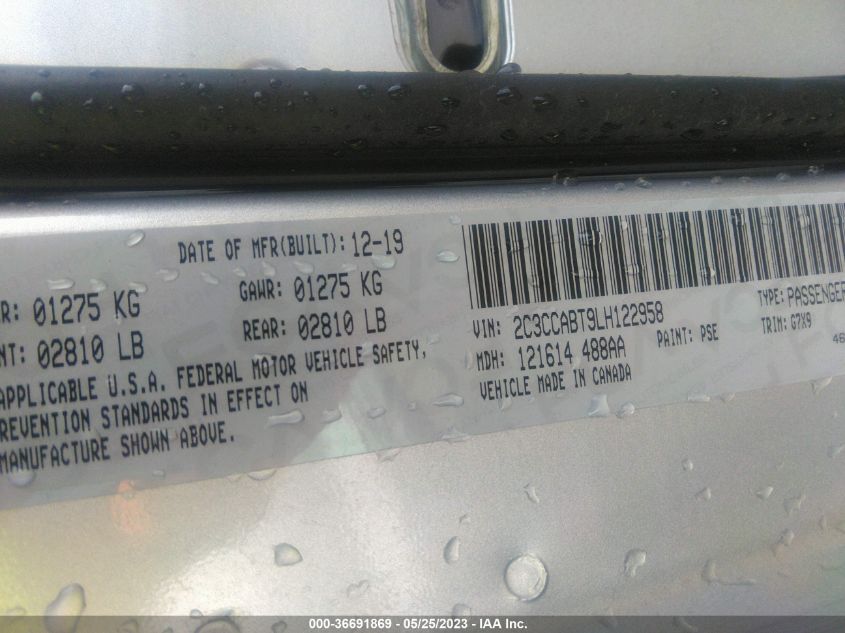 DATE OF MFR(BUILT): 12-19
R: 01275 KG GAWR: 01275 KG
NT: 02810 LB REAR: 02810 LB
APPLICABLE U.S.A. FEDERAL MOTOR VEHICLE SAFETY,
REVENTION STANDARDS IN EFFECT ON
MANUFACTURE SHOWN ABOVE.
VIN: 2C3CCABT9LH122958 TYPE: PASSENGER
MDH: 121614 488AA PAINT: PSE TRIM: G7X9
VEHICLE MADE IN CANADA 46
000-36691869 - 05/25/2023 - IAA Inc.